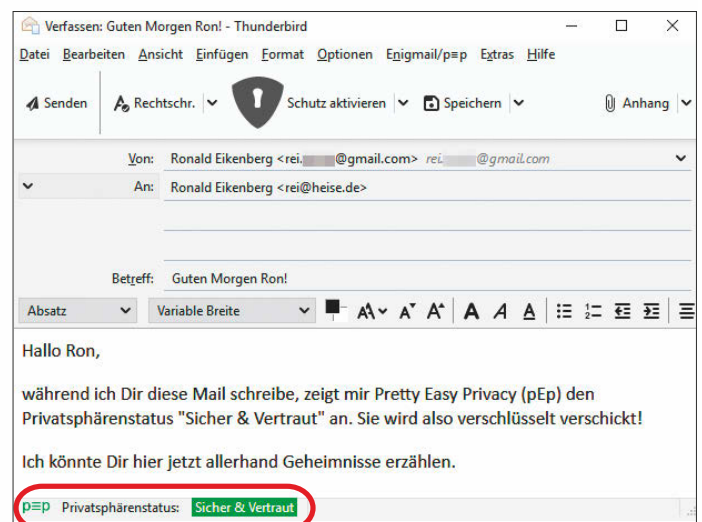 Verfassen: Guten Morgen Ron! - Thunderbird
Datei Bearbeiten Ansicht Einfügen Format Optionen Enigmail/p≡p Extras Hilfe
Senden Rechtschr. Schutz aktivieren Speichern Anhang
Von: Ronald Eikenberg <rei. @gmail.com> rei. @gmail.com
An: Ronald Eikenberg <rei@heise.de>
Betreff: Guten Morgen Ron!
Absatz Variable Breite
Hallo Ron,
während ich Dir diese Mail schreibe, zeigt mir Pretty Easy Privacy (pEp) den
Privatsphärenstatus "Sicher & Vertraut" an. Sie wird also verschlüsselt verschickt!
Ich könnte Dir hier jetzt allerhand Geheimnisse erzählen.
p≡p Privatsphärenstatus: Sicher & Vertraut